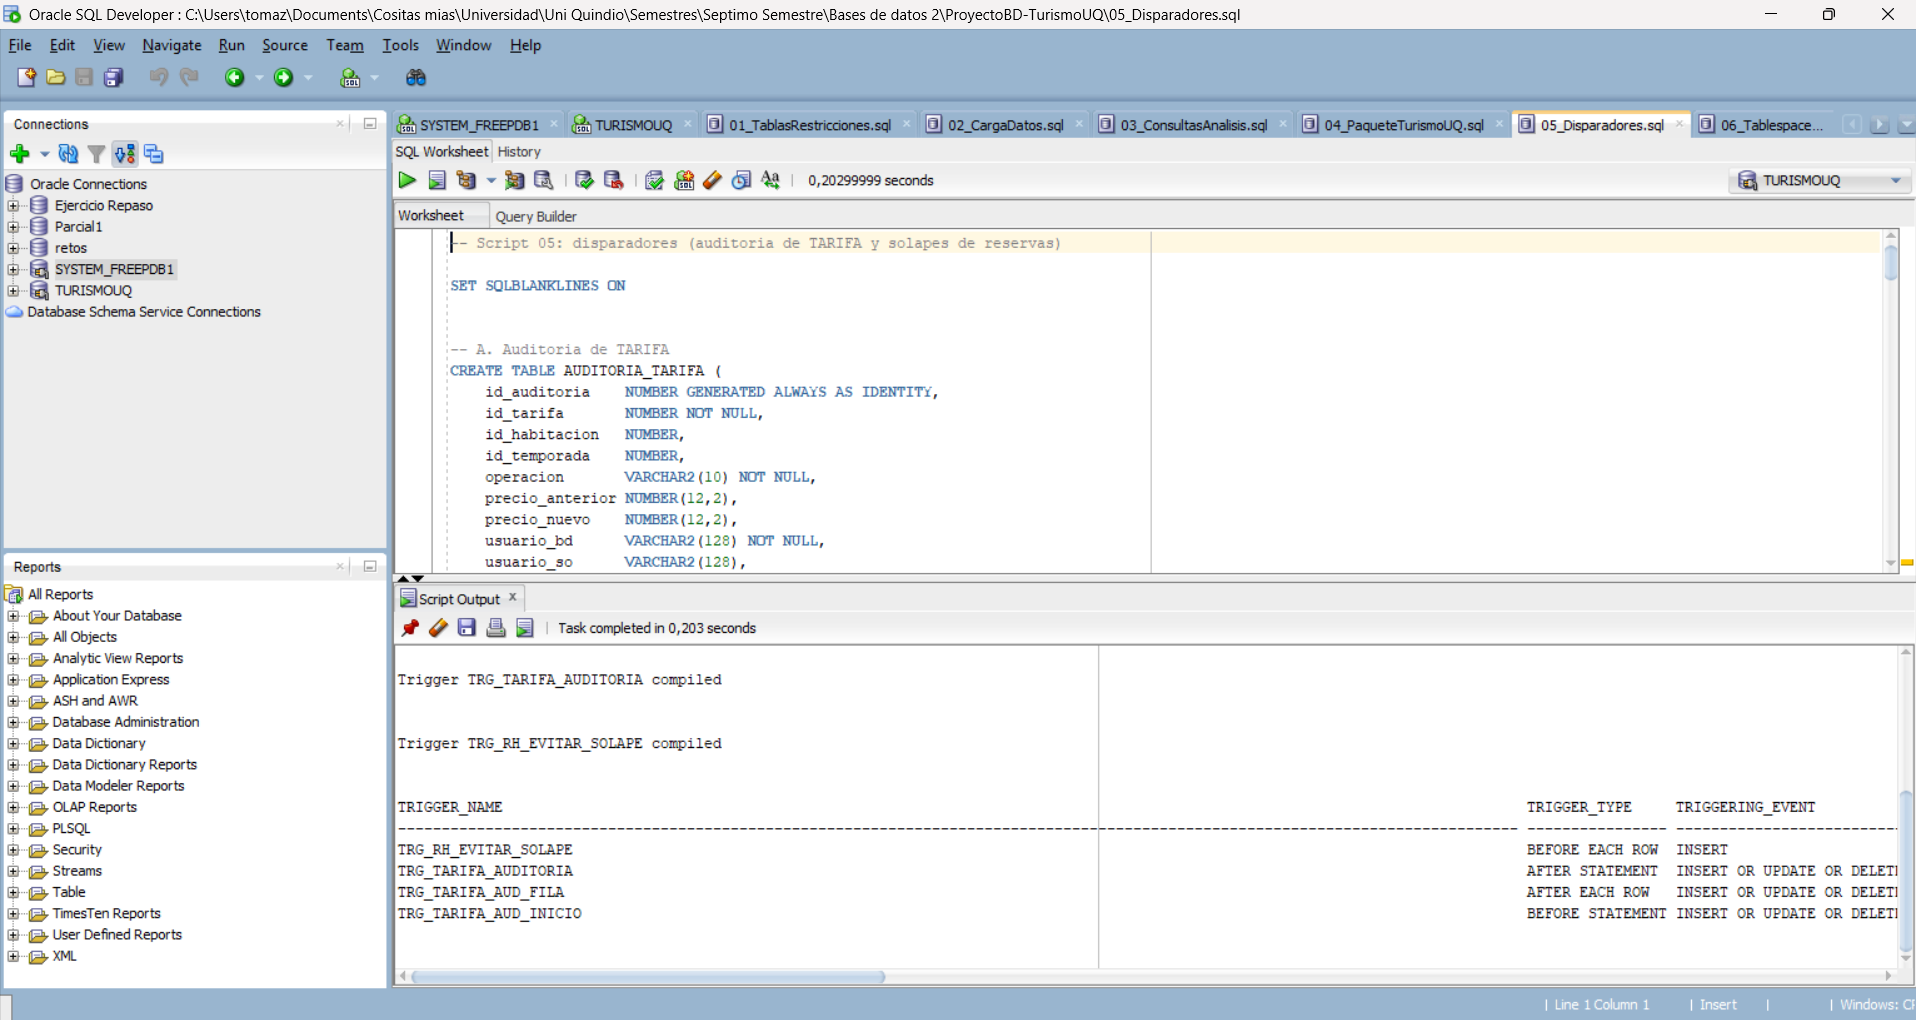 Oracle SQL Developer : C:\Users\tomaz\Documents\Cositas mias\Universidad\Uni Quindio\Semestres\Septimo Semestre\Bases de datos 2\ProyectoBD-TurismoUQ\05_Disparadores.sql
File Edit View Navigate Run Source Team Tools Window Help
Connections
Oracle Connections
Ejercicio Repaso
Parcial1
retos
SYSTEM_FREEPDB1
TURISMOUQ
Database Schema Service Connections
Reports
All Reports
About Your Database
All Objects
Analytic View Reports
Application Express
ASH and AWR
Database Administration
Data Dictionary
Data Dictionary Reports
Data Modeler Reports
OLAP Reports
PLSQL
Security
Streams
Table
TimesTen Reports
User Defined Reports
XML
SYSTEM_FREEPDB1 TURISMOUQ 01_TablasRestricciones.sql 02_CargaDatos.sql 03_ConsultasAnalisis.sql 04_PaqueteTurismoUQ.sql 05_Disparadores.sql 06_Tablespace...
SQL Worksheet History
0,20299999 seconds
TURISMOUQ
Worksheet Query Builder
-- Script 05: disparadores (auditoria de TARIFA y solapes de reservas)
SET SQLBLANKLINES ON
-- A. Auditoria de TARIFA
CREATE TABLE AUDITORIA_TARIFA (
id_auditoria NUMBER GENERATED ALWAYS AS IDENTITY,
id_tarifa NUMBER NOT NULL,
id_habitacion NUMBER,
id_temporada NUMBER,
operacion VARCHAR2(10) NOT NULL,
precio_anterior NUMBER(12,2),
precio_nuevo NUMBER(12,2),
usuario_bd VARCHAR2(128) NOT NULL,
usuario_so VARCHAR2(128),
Script Output
Task completed in 0,203 seconds
Trigger TRG_TARIFA_AUDITORIA compiled
Trigger TRG_RH_EVITAR_SOLAPE compiled
TRIGGER_NAME TRIGGER_TYPE TRIGGERING_EVENT
TRG_RH_EVITAR_SOLAPE BEFORE EACH ROW INSERT
TRG_TARIFA_AUDITORIA AFTER STATEMENT INSERT OR UPDATE OR DELET
TRG_TARIFA_AUD_FILA AFTER EACH ROW INSERT OR UPDATE OR DELET
TRG_TARIFA_AUD_INICIO BEFORE STATEMENT INSERT OR UPDATE OR DELET
Line 1 Column 1 Insert Windows: C